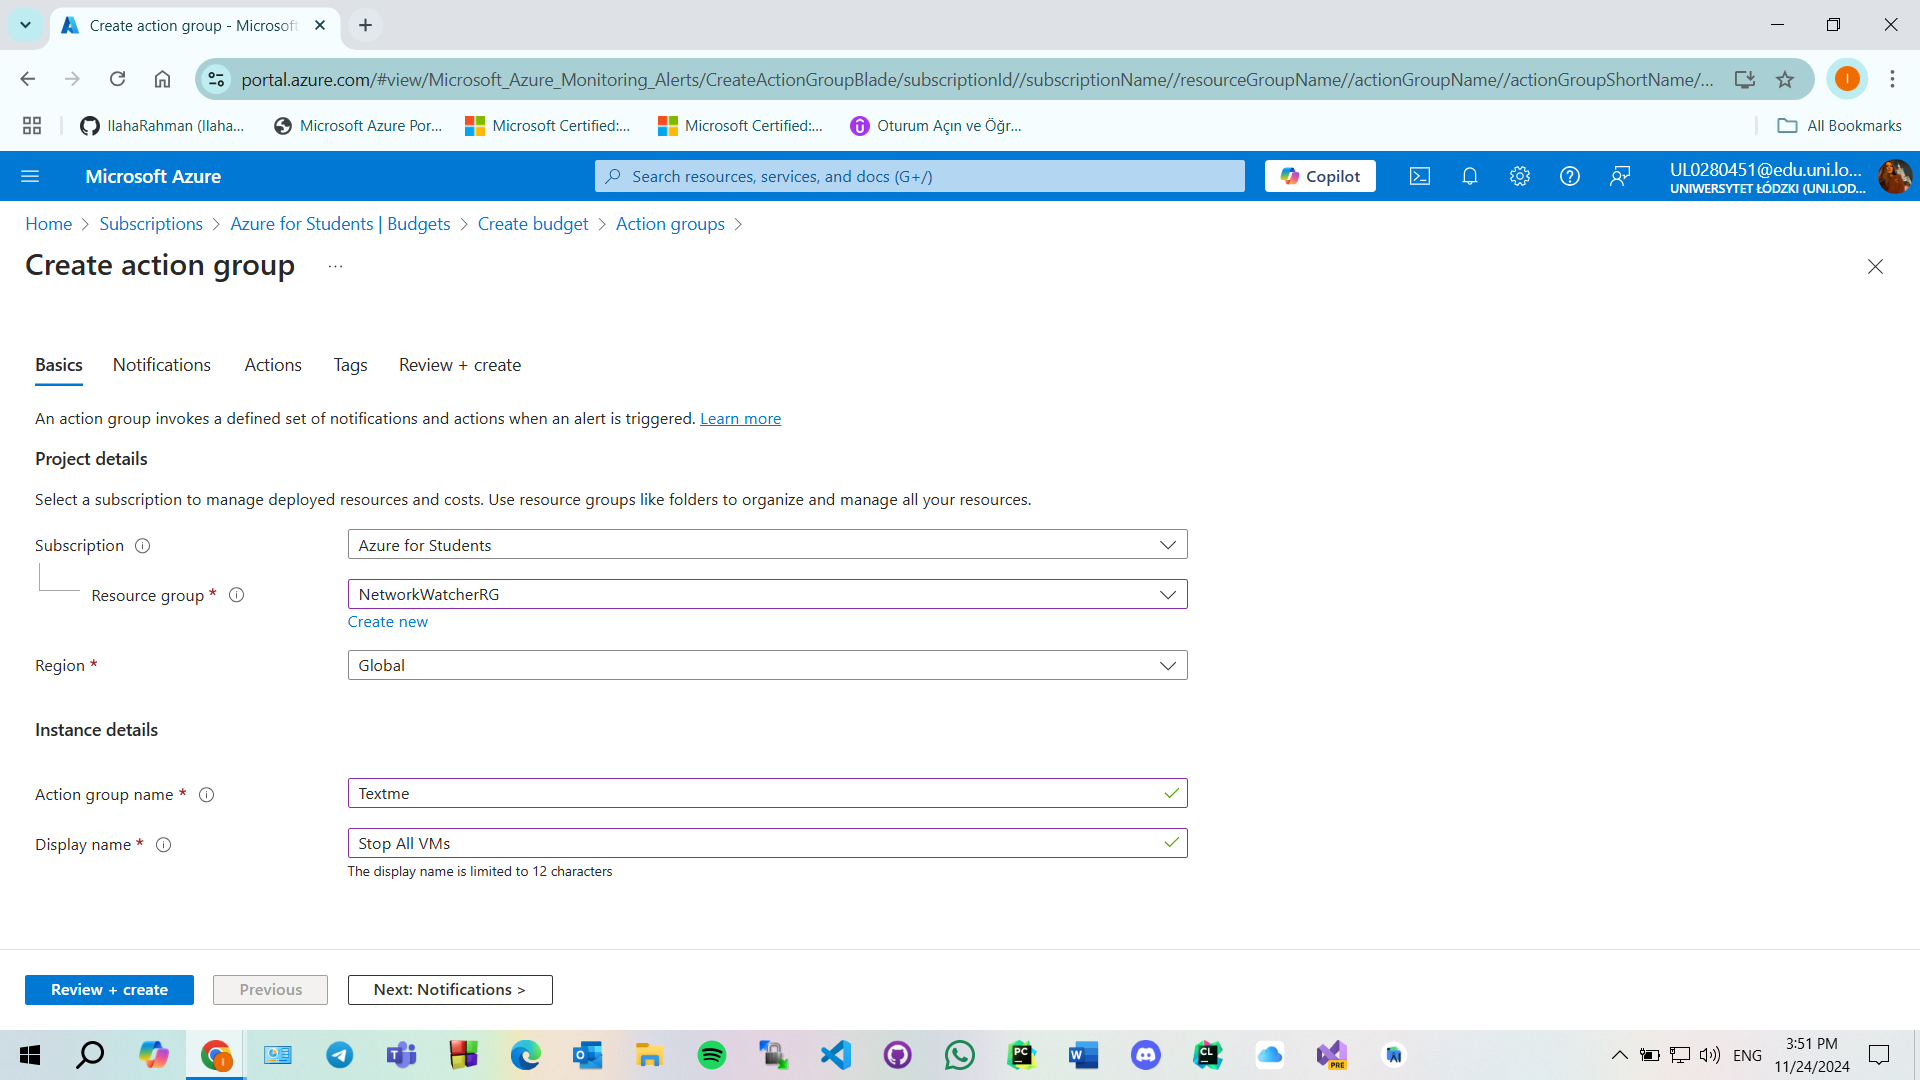 Create action group - Microsoft
portal.azure.com/#view/Microsoft_Azure_Monitoring_Alerts/CreateActionGroupBlade/subscriptionId//subscriptionName//resourceGroupName//actionGroupName//actionGroupShortName/...
I
IlahaRahman (Ilaha...
Microsoft Azure Por...
Microsoft Certified:...
Microsoft Certified:...
Oturum Açın ve Öğr...
All Bookmarks
Microsoft Azure
Search resources, services, and docs (G+/)
Copilot
UL0280451@edu.uni.lo...
UNIWERSYTET ŁÓDZKI (UNI.LOD...
Home > Subscriptions > Azure for Students | Budgets > Create budget > Action groups >
Create action group ...
Basics
Notifications
Actions
Tags
Review + create
An action group invokes a defined set of notifications and actions when an alert is triggered. Learn more
Project details
Select a subscription to manage deployed resources and costs. Use resource groups like folders to organize and manage all your resources.
Subscription
Azure for Students
Resource group *
NetworkWatcherRG
Create new
Region *
Global
Instance details
Action group name *
Textme
Display name *
Stop All VMs
The display name is limited to 12 characters
Review + create
Previous
Next: Notifications >
ENG
3:51 PM
11/24/2024